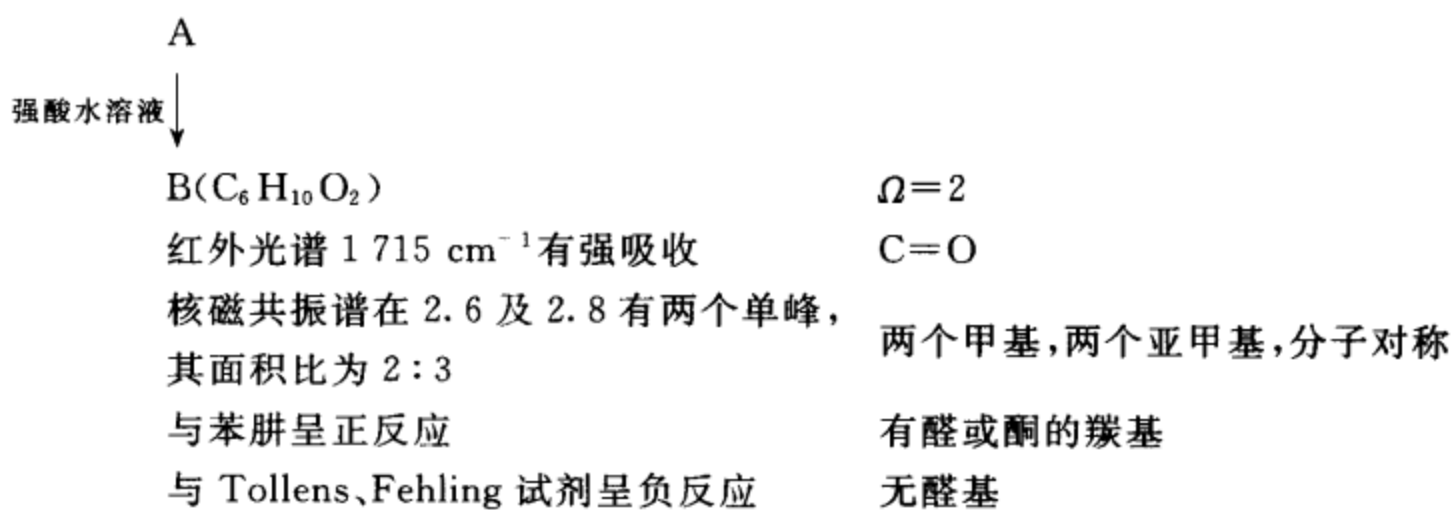 A
强酸水溶液
B(C₆H₁₀O₂) Ω=2
红外光谱 1 715 cm⁻¹有强吸收 C=O
核磁共振谱在 2.6 及 2.8 有两个单峰,
其面积比为 2:3 两个甲基,两个亚甲基,分子对称
与苯肼呈正反应 有醛或酮的羰基
与 Tollens、Fehling 试剂呈负反应 无醛基